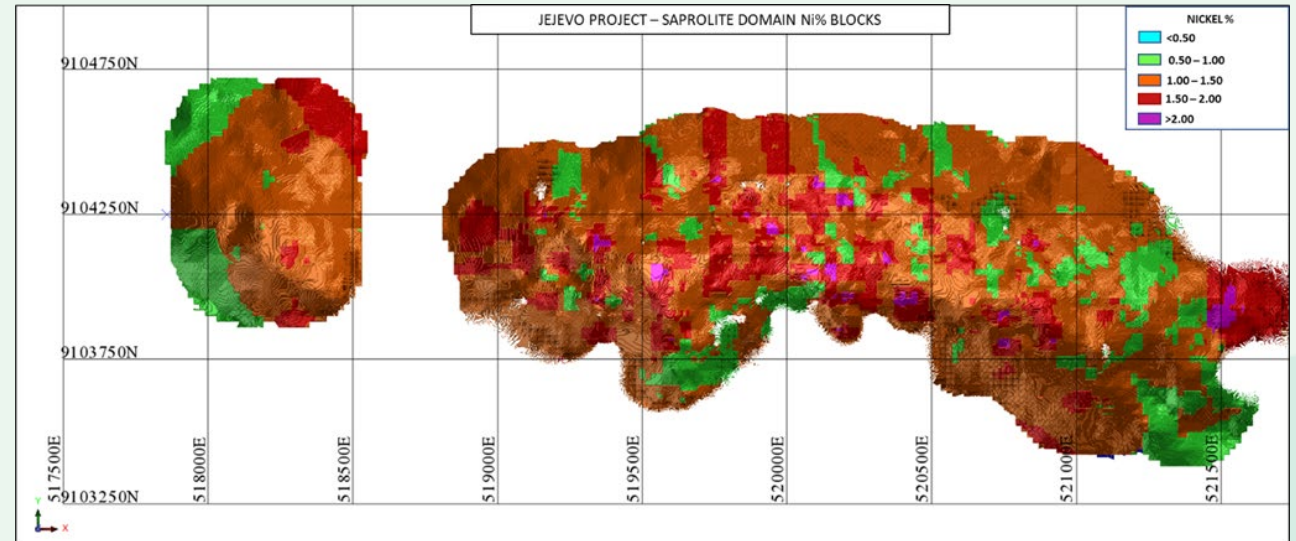 JEJEVO PROJECT – SAPROLITE DOMAIN Ni% BLOCKS
NICKEL %
<0.50
0.50 – 1.00
1.00 – 1.50
1.50 – 2.00
>2.00
9104750N
9104250N
9103750N
9103250N
517500E
518000E
518500E
519000E
519500E
520000E
520500E
521000E
521500E
Y
X